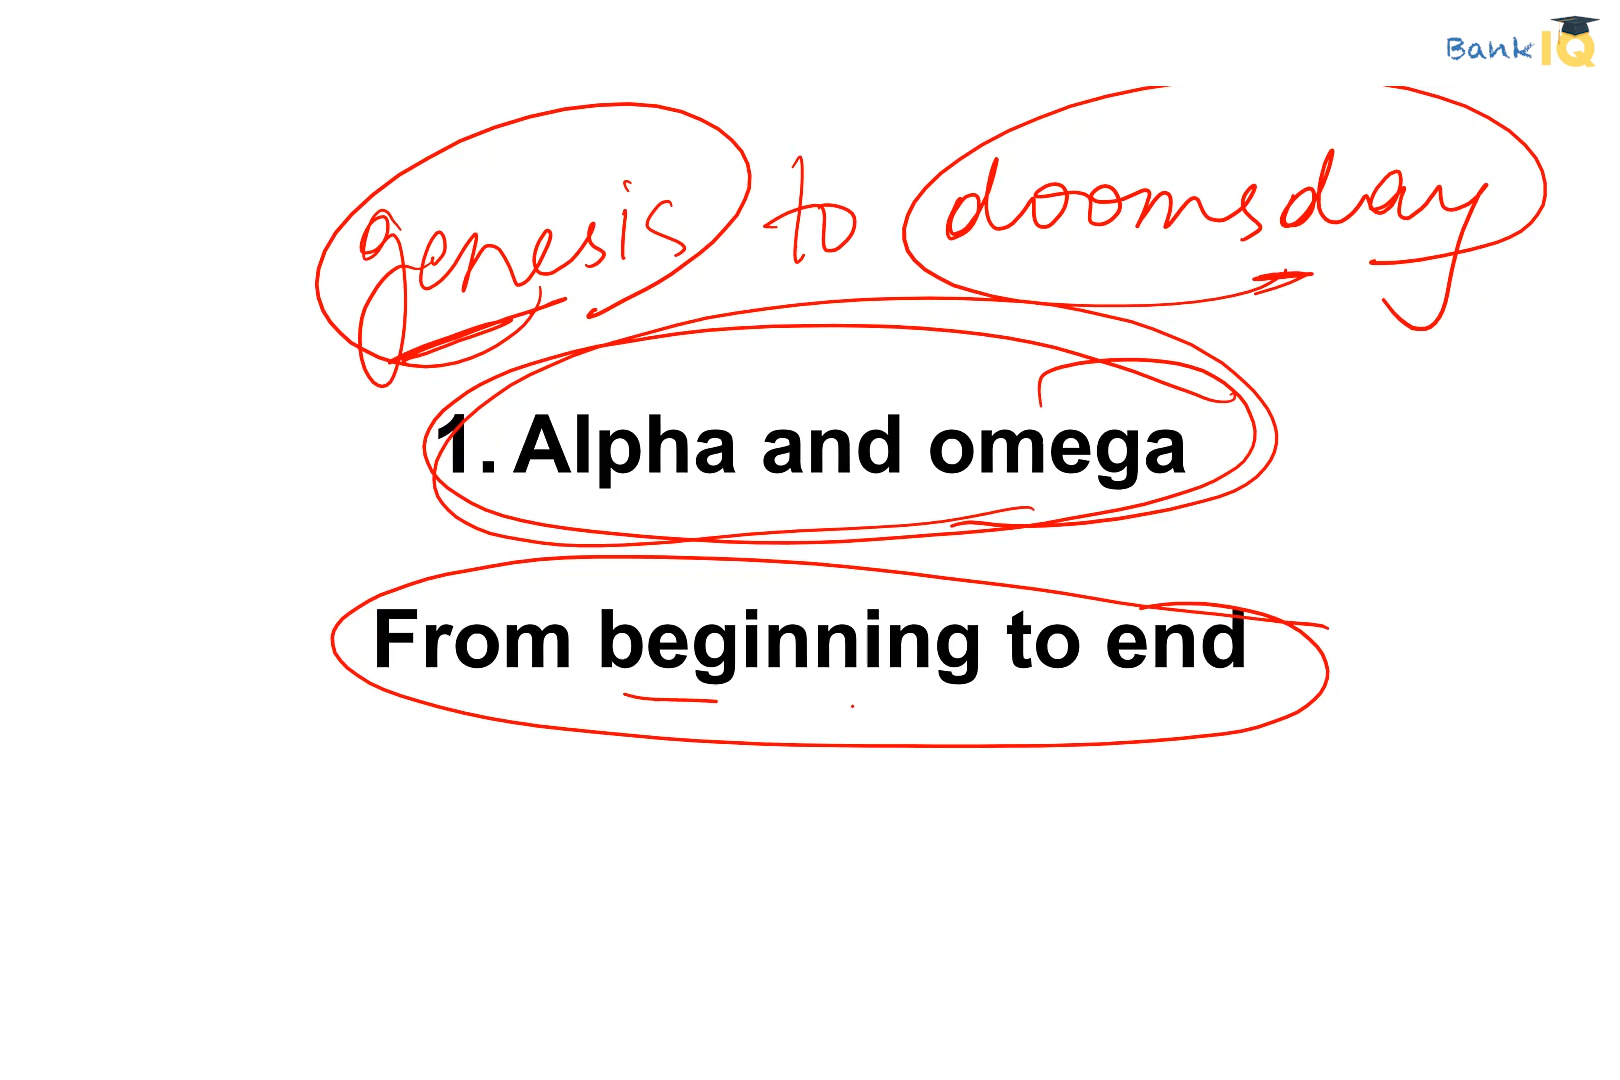 Bank IQ
genesis to doomsday
1. Alpha and omega
From beginning to end